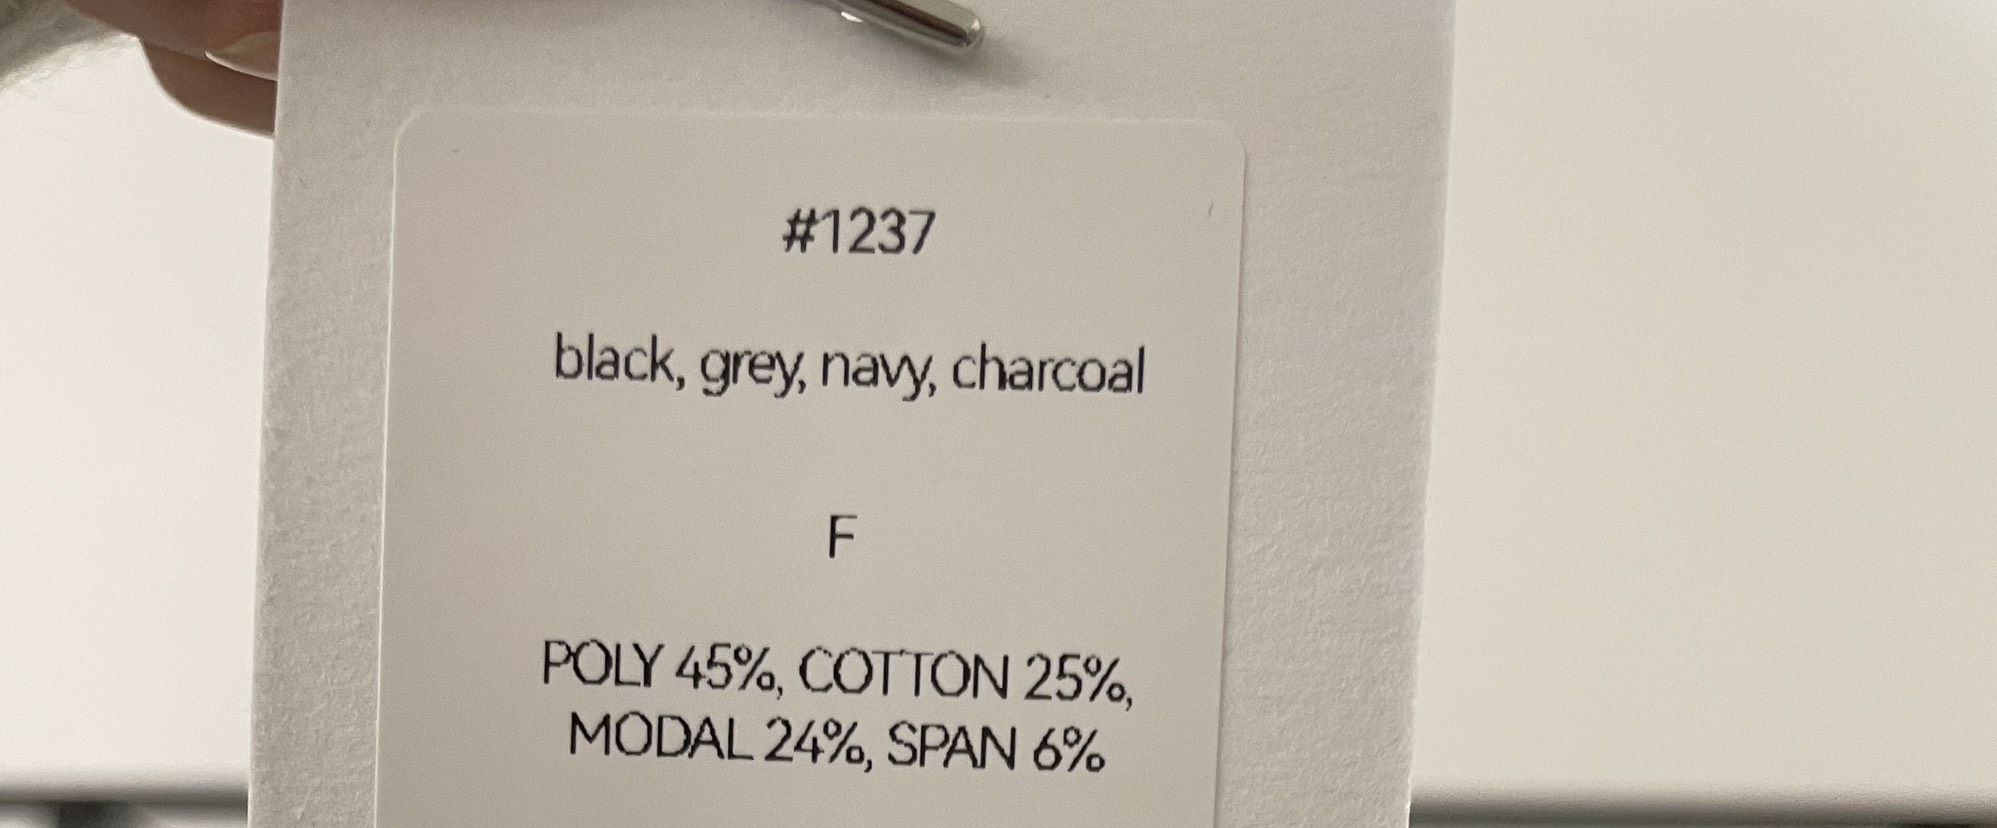 #1237
black, grey, navy, charcoal
F
POLY 45%, COTTON 25%,
MODAL 24%, SPAN 6%